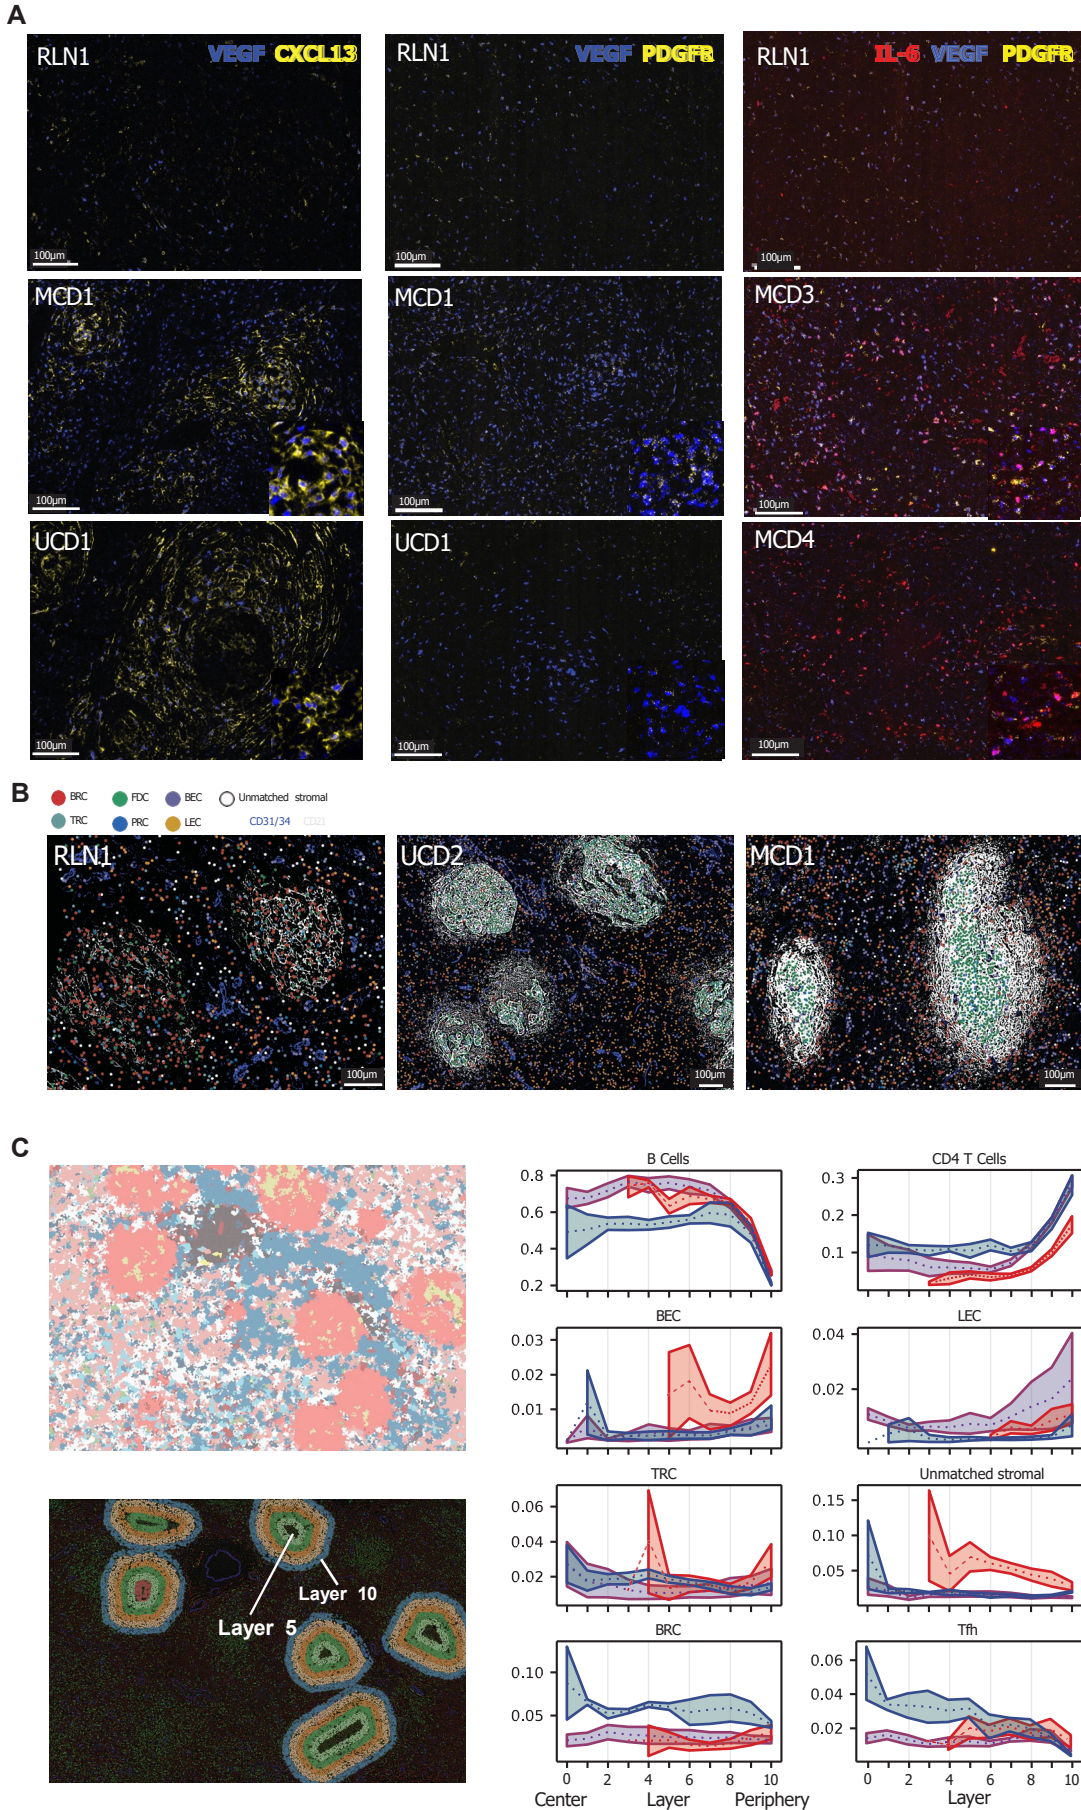 A
RLN1 VEGF CXCL13
100µm
RLN1 VEGF PDGFR
100µm
RLN1 IL-6 VEGF PDGFR
100µm
MCD1
100µm
MCD1
100µm
MCD3
100µm
UCD1
100µm
UCD1
100µm
MCD4
100µm
B
BRC FDC BEC Unmatched stromal
TRC PRC LEC CD31/34 CD21
RLN1
100µm
UCD2
100µm
MCD1
100µm
C
Layer 10
Layer 5
B Cells
0.8
0.6
0.4
0.2
CD4 T Cells
0.3
0.2
0.1
BEC
0.03
0.02
0.01
LEC
0.04
0.02
TRC
0.06
0.04
0.02
Unmatched stromal
0.15
0.10
0.05
BRC
0.10
0.05
0 2 4 6 8 10
Center Layer Periphery
Tfh
0.06
0.04
0.02
0 2 4 6 8 10
Layer